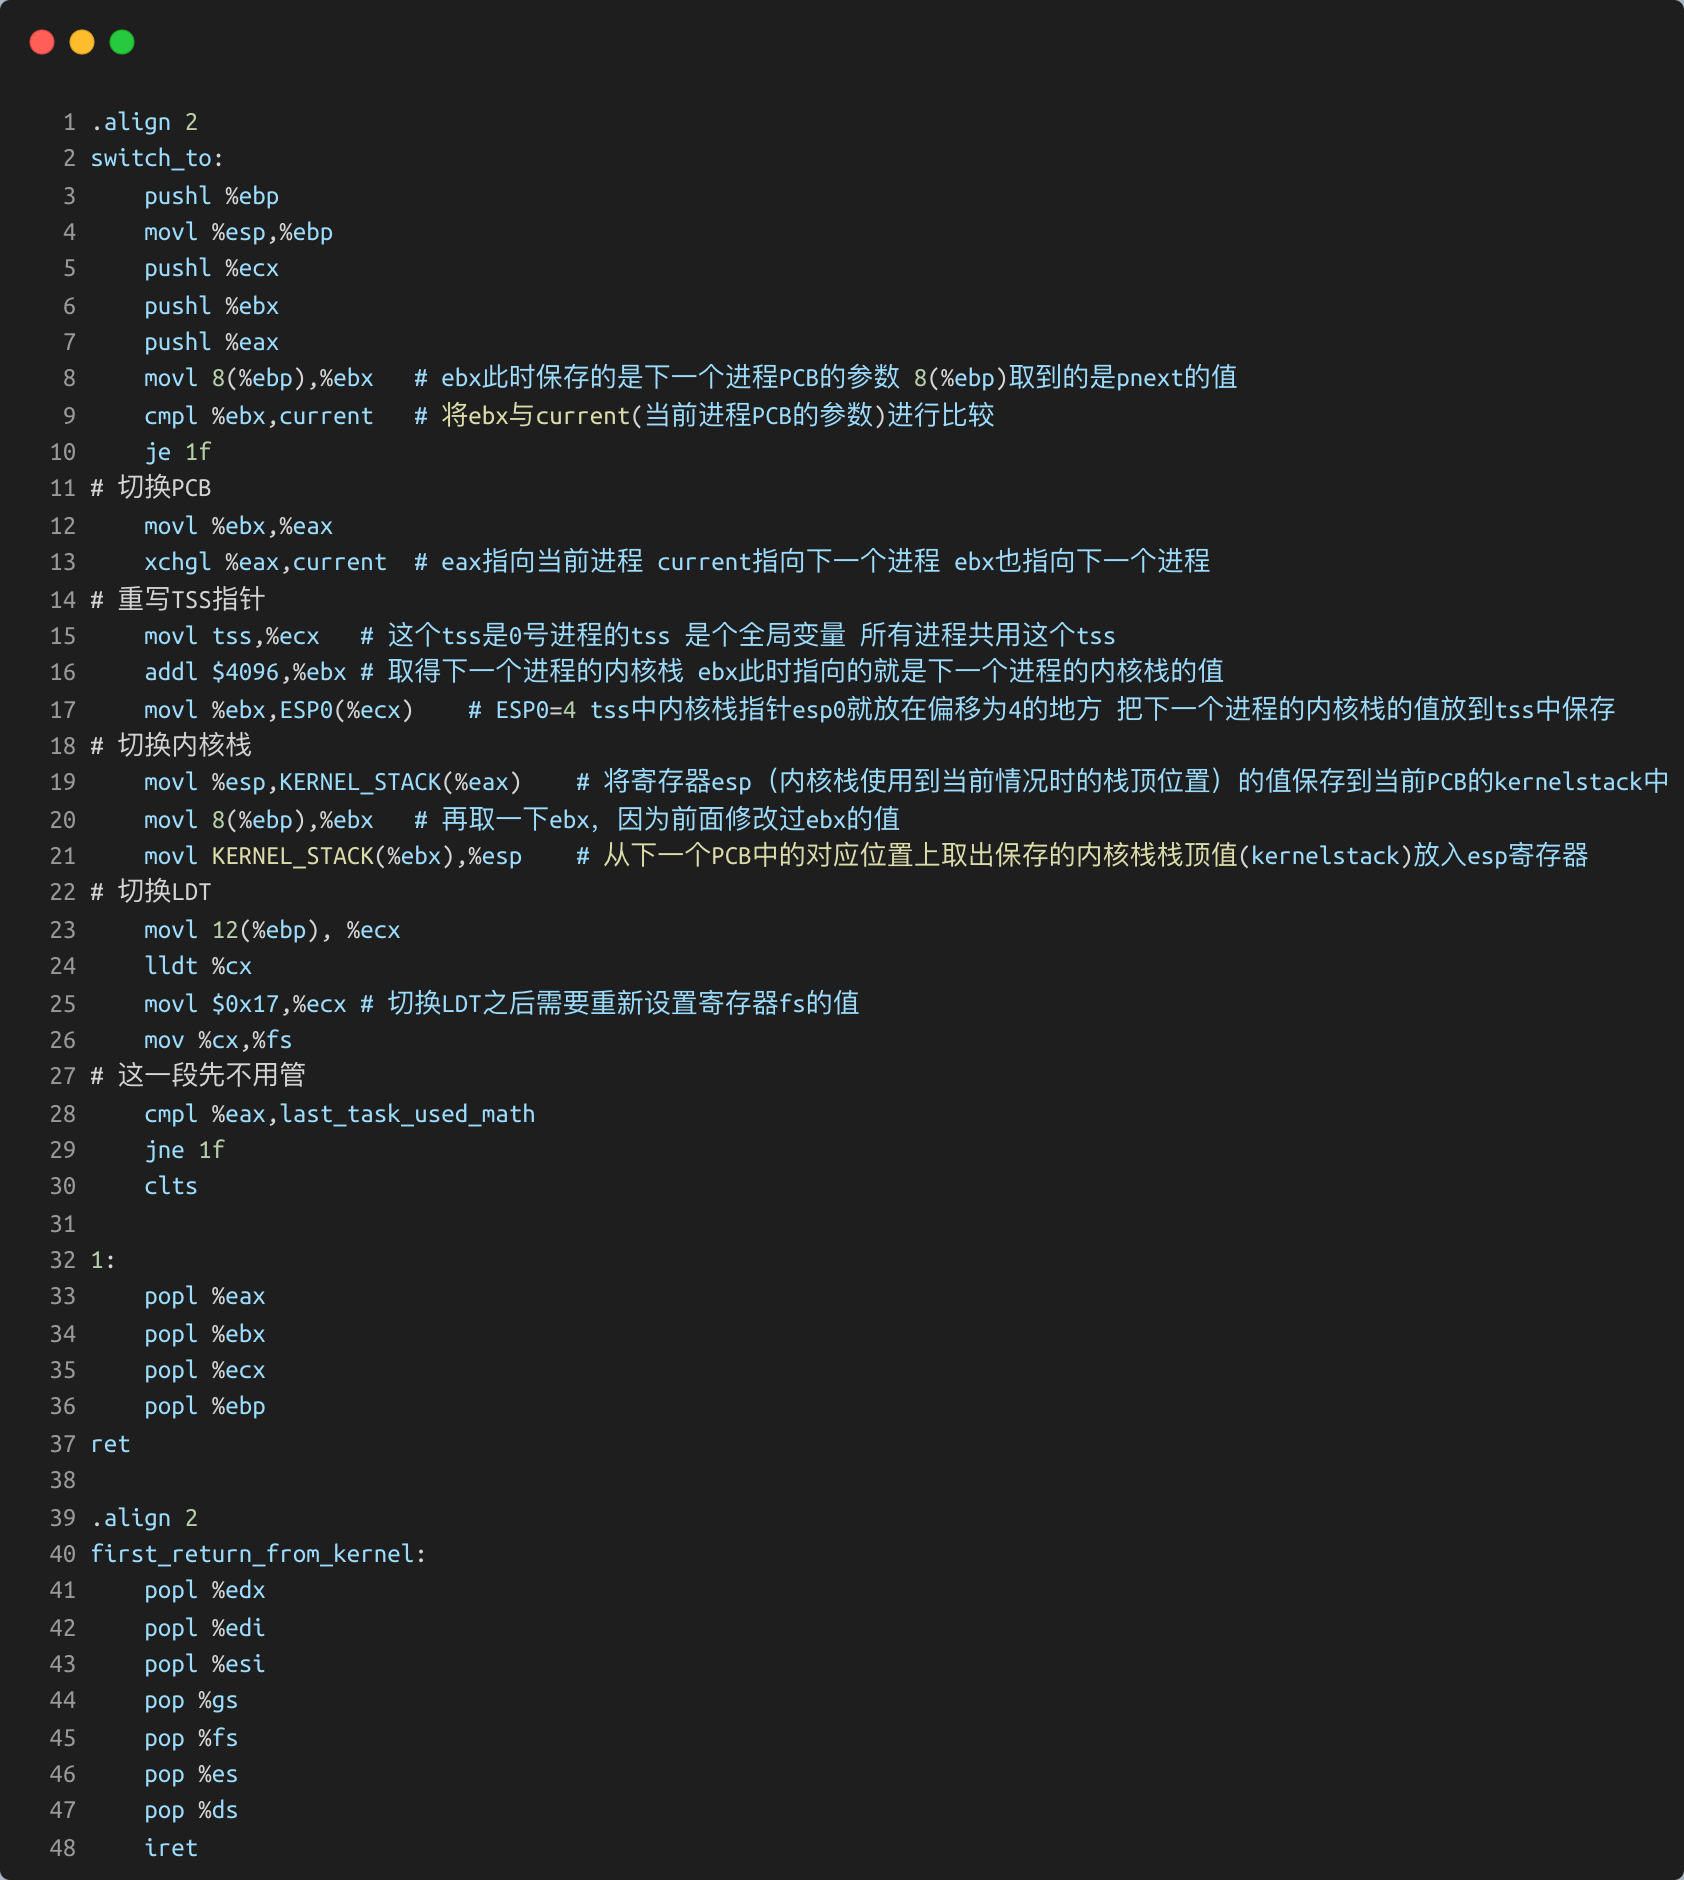 1 .align 2
2 switch_to:
3     pushl %ebp
4     movl %esp,%ebp
5     pushl %ecx
6     pushl %ebx
7     pushl %eax
8     movl 8(%ebp),%ebx   # ebx此时保存的是下一个进程PCB的参数 8(%ebp)取到的是pnext的值
9     cmpl %ebx,current   # 将ebx与current(当前进程PCB的参数)进行比较
10     je 1f
11 # 切换PCB
12     movl %ebx,%eax
13     xchgl %eax,current  # eax指向当前进程 current指向下一个进程 ebx也指向下一个进程
14 # 重写TSS指针
15     movl tss,%ecx   # 这个tss是0号进程的tss 是个全局变量 所有进程共用这个tss
16     addl $4096,%ebx # 取得下一个进程的内核栈 ebx此时指向的就是下一个进程的内核栈的值
17     movl %ebx,ESP0(%ecx)    # ESP0=4 tss中内核栈指针esp0就放在偏移为4的地方 把下一个进程的内核栈的值放到tss中保存
18 # 切换内核栈
19     movl %esp,KERNEL_STACK(%eax)    # 将寄存器esp（内核栈使用到当前情况时的栈顶位置）的值保存到当前PCB的kernelstack中
20     movl 8(%ebp),%ebx   # 再取一下ebx，因为前面修改过ebx的值
21     movl KERNEL_STACK(%ebx),%esp    # 从下一个PCB中的对应位置上取出保存的内核栈栈顶值(kernelstack)放入esp寄存器
22 # 切换LDT
23     movl 12(%ebp), %ecx
24     lldt %cx
25     movl $0x17,%ecx # 切换LDT之后需要重新设置寄存器fs的值
26     mov %cx,%fs
27 # 这一段先不用管
28     cmpl %eax,last_task_used_math
29     jne 1f
30     clts
31
32 1:
33     popl %eax
34     popl %ebx
35     popl %ecx
36     popl %ebp
37 ret
38
39 .align 2
40 first_return_from_kernel:
41     popl %edx
42     popl %edi
43     popl %esi
44     pop %gs
45     pop %fs
46     pop %es
47     pop %ds
48     iret